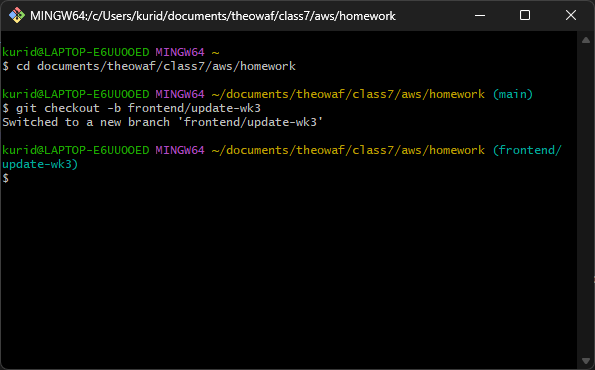 MINGW64:/c/Users/kurid/documents/theowaf/class7/aws/homework
kurid@LAPTOP-E6UUOOED MINGW64 ~
$ cd documents/theowaf/class7/aws/homework
kurid@LAPTOP-E6UUOOED MINGW64 ~/documents/theowaf/class7/aws/homework (main)
$ git checkout -b frontend/update-wk3
Switched to a new branch 'frontend/update-wk3'
kurid@LAPTOP-E6UUOOED MINGW64 ~/documents/theowaf/class7/aws/homework (frontend/
update-wk3)
$